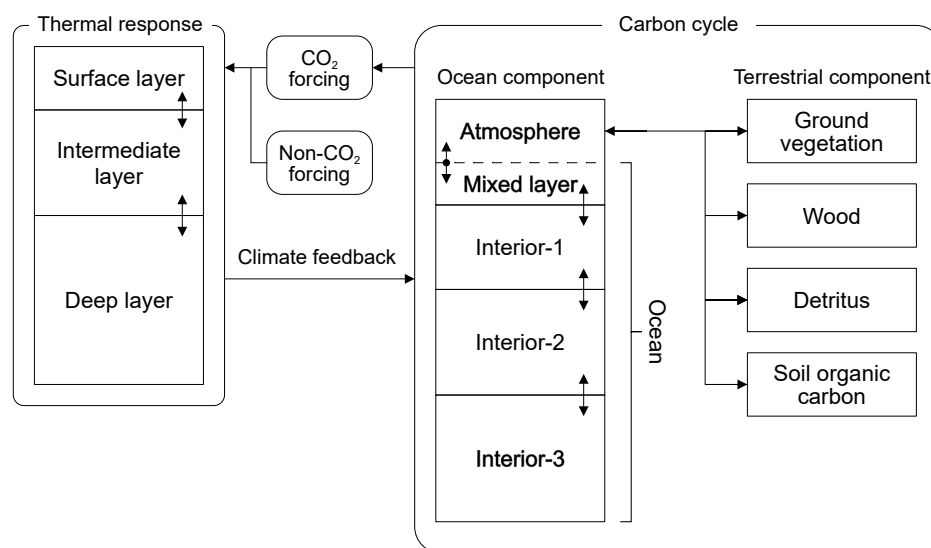 Thermal response
Surface layer
Intermediate
layer
Deep layer
CO₂
forcing
Non-CO₂
forcing
Climate feedback
Carbon cycle
Ocean component
Atmosphere
Mixed layer
Interior-1
Interior-2
Interior-3
Ocean
Terrestrial component
Ground
vegetation
Wood
Detritus
Soil organic
carbon